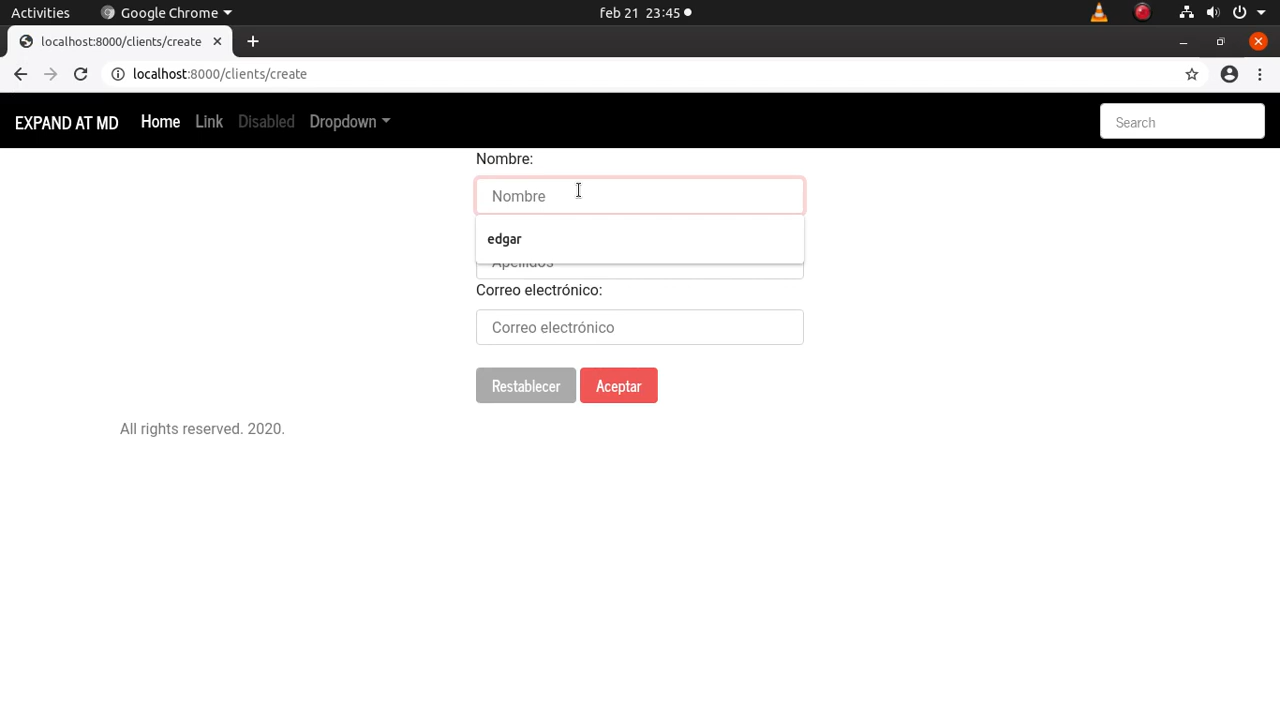 Activities Google Chrome feb 21 23:45
localhost:8000/clients/create
localhost:8000/clients/create
EXPAND AT MD Home Link Disabled Dropdown Search
Nombre:
Nombre
edgar
Apellidos
Correo electrónico:
Correo electrónico
Restablecer Aceptar
All rights reserved. 2020.